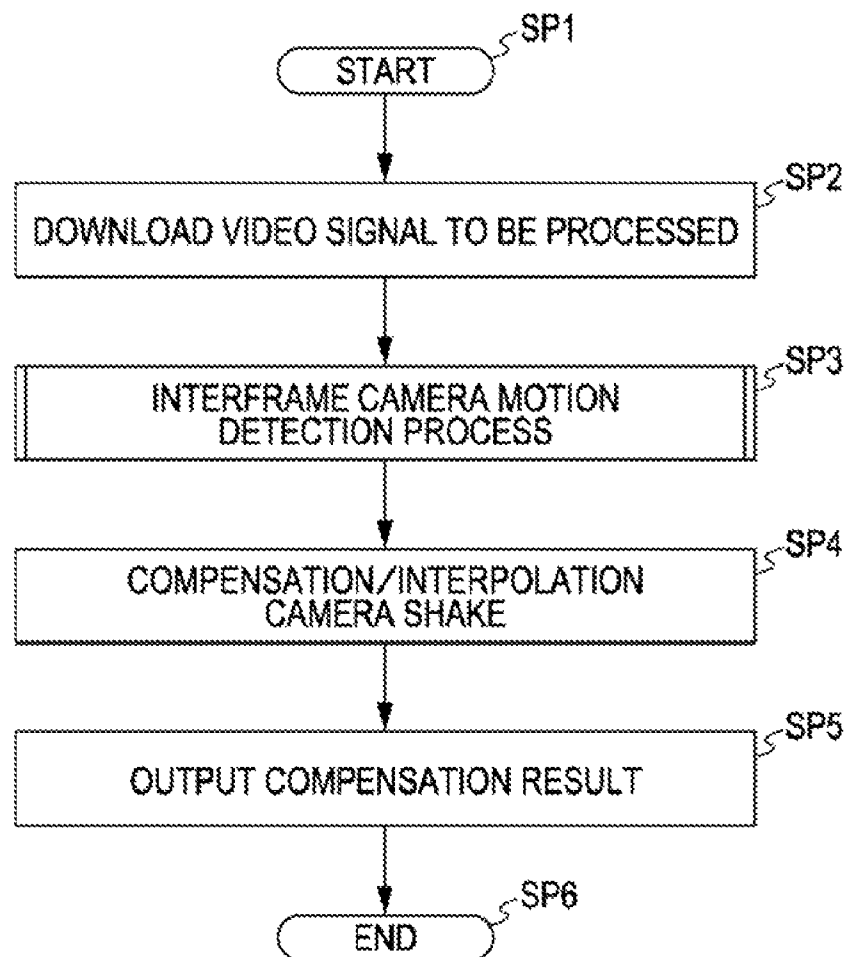 SP1
START
SP2
DOWNLOAD VIDEO SIGNAL TO BE PROCESSED
SP3
INTERFRAME CAMERA MOTION
DETECTION PROCESS
SP4
COMPENSATION/INTERPOLATION
CAMERA SHAKE
SP5
OUTPUT COMPENSATION RESULT
SP6
END